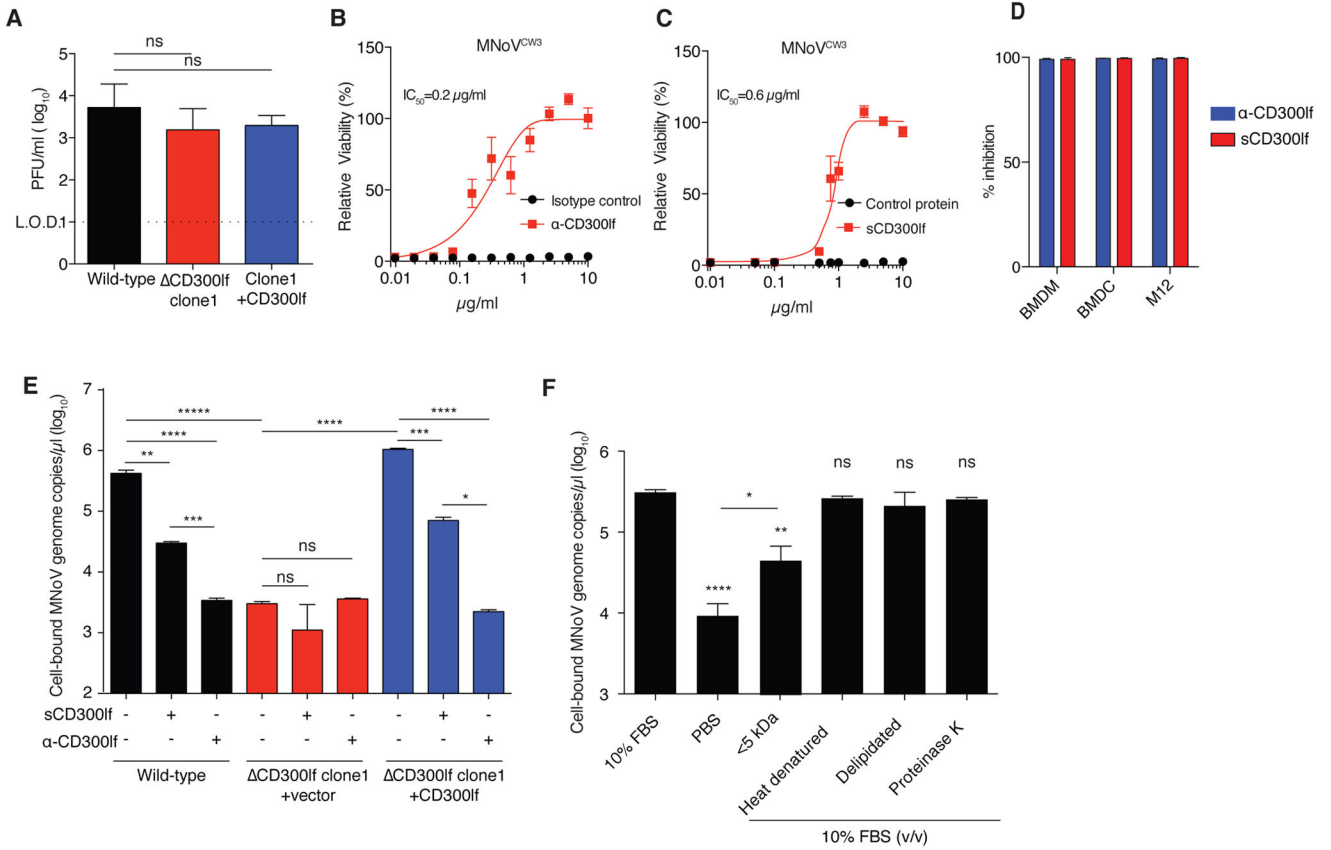 A
ns
ns
5
4
3
2
L.O.D.1
0
PFU/ml ( log10)
Wild-type
ΔCD300lf
clone1
Clone1
+CD300lf
B
MNoVCW3
150
100
50
0
Relative Viability (%)
IC50=0.2 µg/ml
Isotype control
α-CD300lf
0.01
0.1
1
10
µg/ml
C
MNoVCW3
150
100
50
0
Relative Viability (%)
IC50=0.6 µg/ml
Control protein
sCD300lf
0.01
0.1
1
10
µg/ml
D
100
50
0
% inhibition
BMDM
BMDC
M12
α-CD300lf
sCD300lf
E
7
6
5
4
3
2
Cell-bound MNoV genome copies/µl (log10)
*****
****
**
***
ns
ns
****
****
***
*
sCD300lf - + - - + - - + -
α-CD300lf - - + - - + - - +
Wild-type
ΔCD300lf clone1
+vector
ΔCD300lf clone1
+CD300lf
F
6
5
4
3
Cell-bound MNoV genome copies/µl (log10)
****
*
**
ns
ns
ns
10% FBS
PBS
<5 kDa
Heat denatured
Delipidated
Proteinase K
10% FBS (v/v)